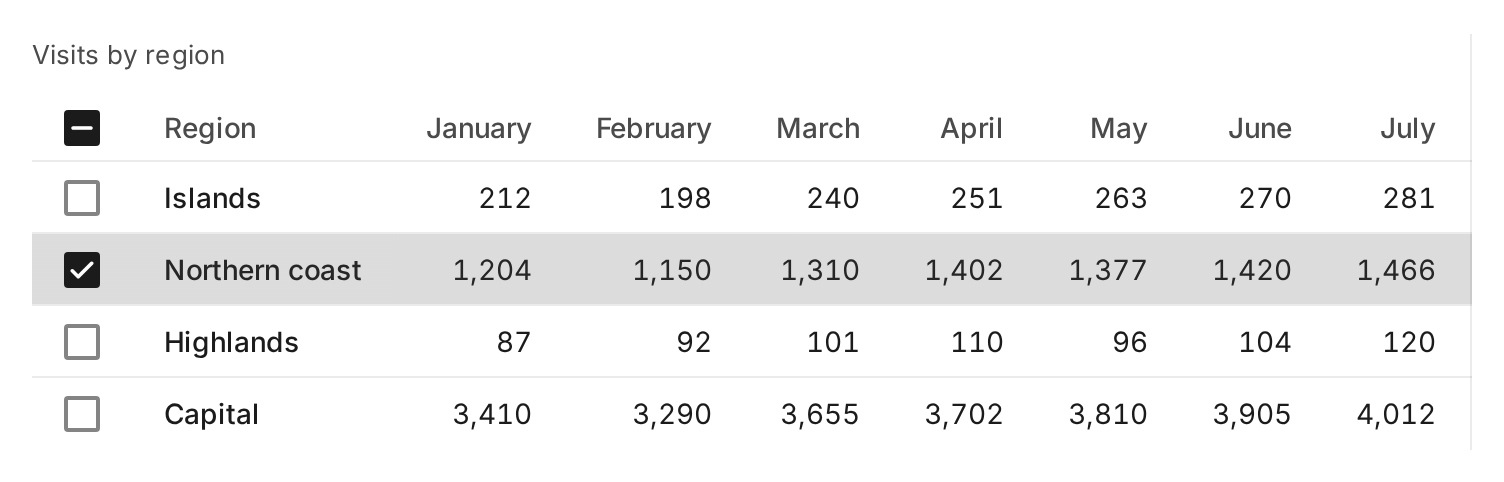 Visits by region
Region January February March April May June July
Islands 212 198 240 251 263 270 281
Northern coast 1,204 1,150 1,310 1,402 1,377 1,420 1,466
Highlands 87 92 101 110 96 104 120
Capital 3,410 3,290 3,655 3,702 3,810 3,905 4,012